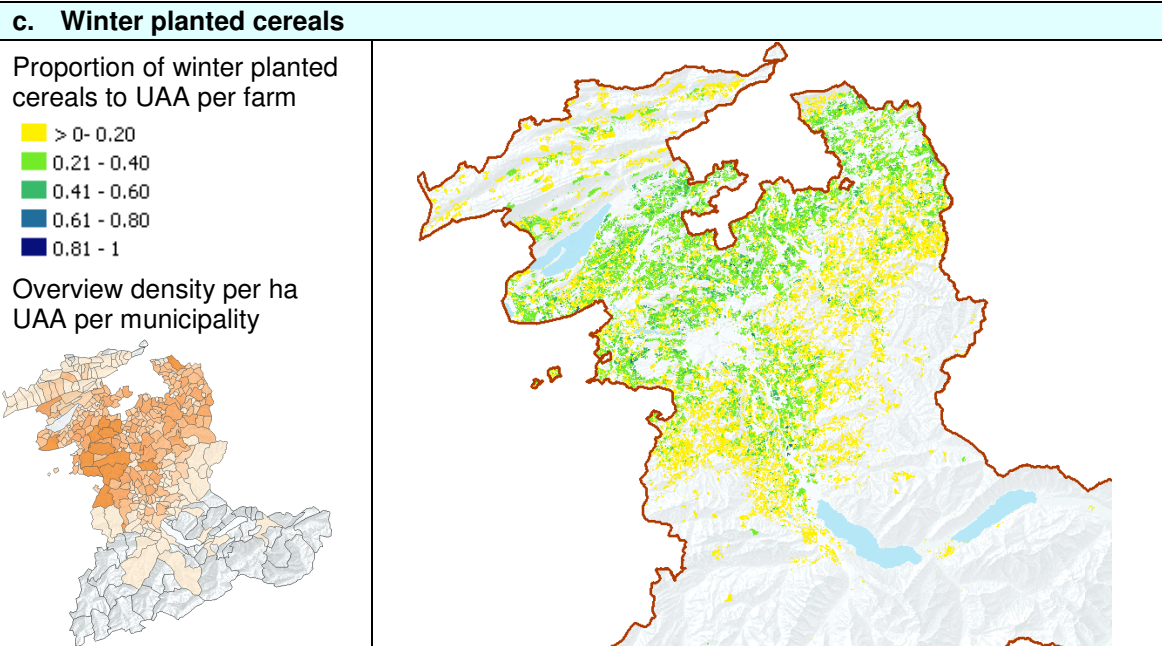 c. Winter planted cereals
Proportion of winter planted
cereals to UAA per farm
> 0- 0.20
0.21 - 0.40
0.41 - 0.60
0.61 - 0.80
0.81 - 1
Overview density per ha
UAA per municipality